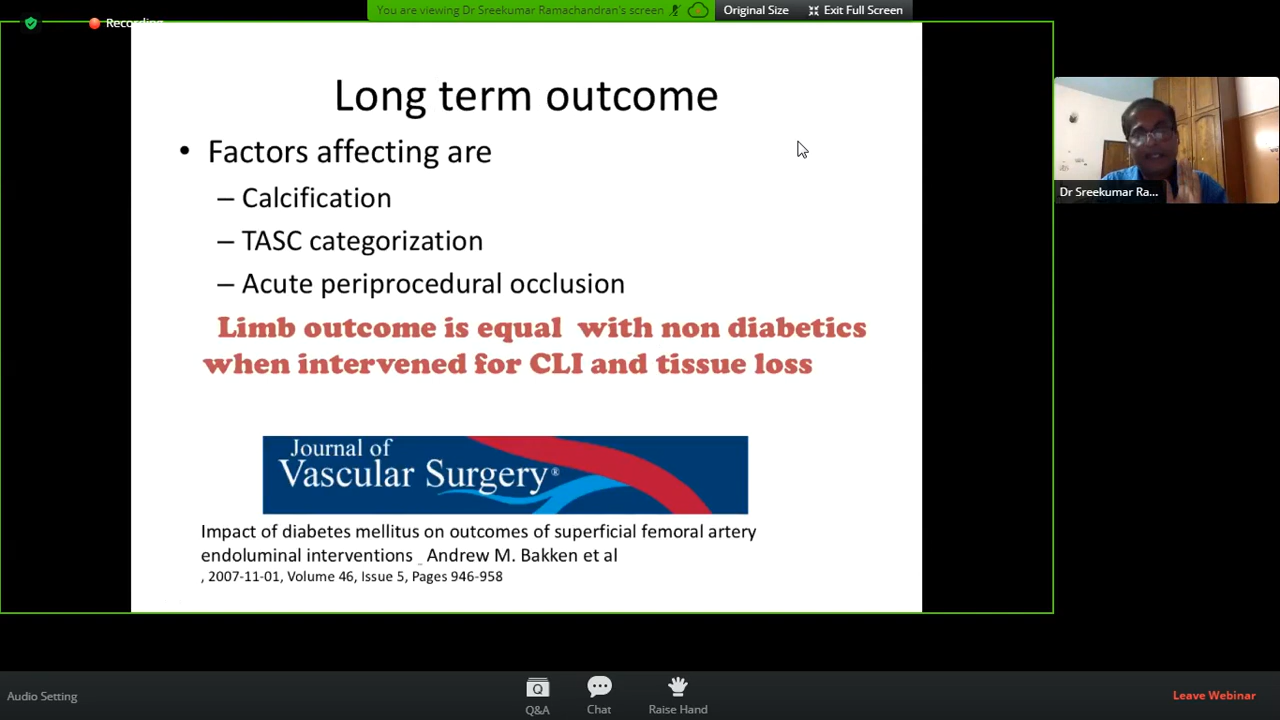 You are viewing Dr Sreekumar Ramachandran's screen
Original Size
Exit Full Screen
Recording
Long term outcome
• Factors affecting are
– Calcification
– TASC categorization
– Acute periprocedural occlusion
Limb outcome is equal with non diabetics
when intervened for CLI and tissue loss
Journal of
Vascular Surgery®
Impact of diabetes mellitus on outcomes of superficial femoral artery
endoluminal interventions _ Andrew M. Bakken et al
, 2007-11-01, Volume 46, Issue 5, Pages 946-958
Dr Sreekumar Ra...
Audio Setting
Q&A
Chat
Raise Hand
Leave Webinar